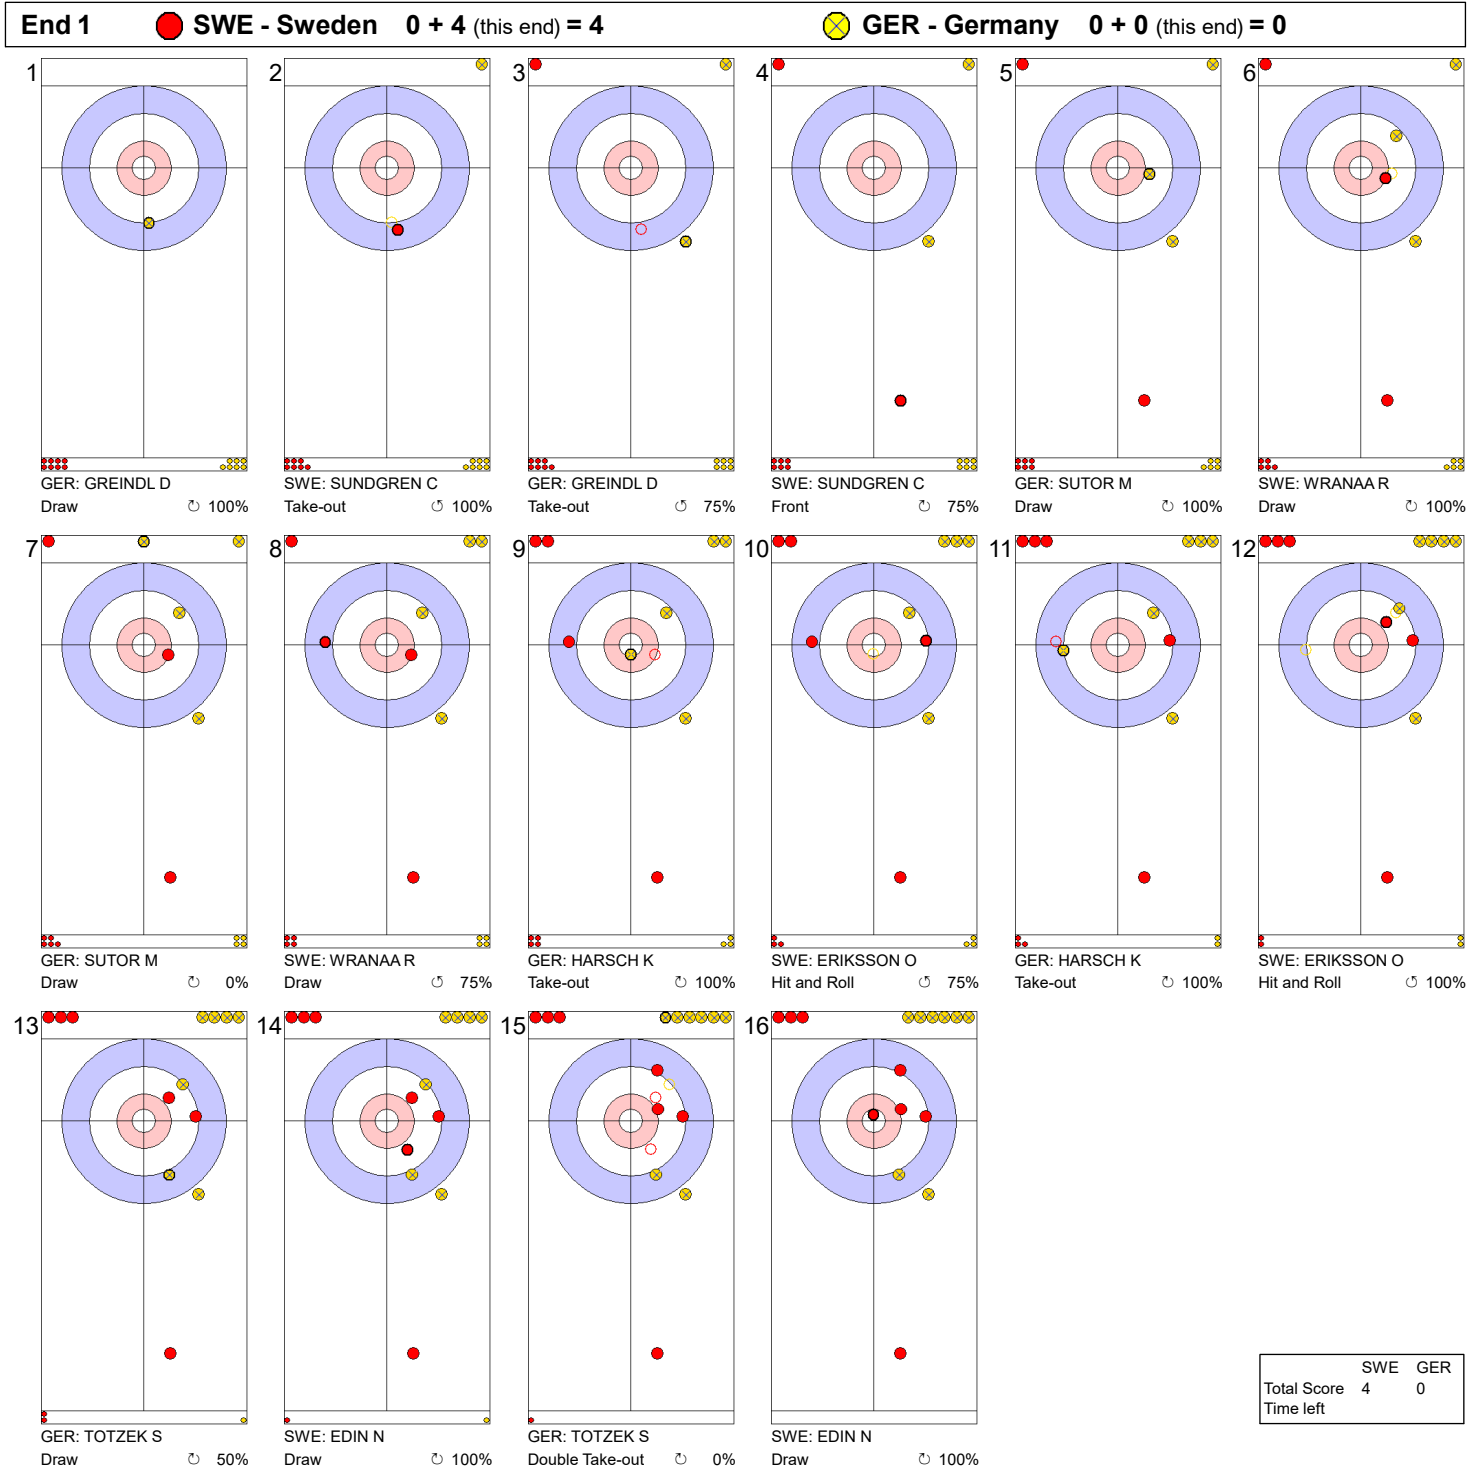 End 1 SWE - Sweden 0 + 4 (this end) = 4 GER - Germany 0 + 0 (this end) = 0
1 2 3 4 5 6
GER: GREINDL D SWE: SUNDGREN C GER: GREINDL D SWE: SUNDGREN C GER: SUTOR M SWE: WRANAA R
Draw ↻ 100% Take-out ↺ 100% Take-out ↺ 75% Front ↺ 75% Draw ↻ 100% Draw ↻ 100%
7 8 9 10 11 12
GER: SUTOR M SWE: WRANAA R GER: HARSCH K SWE: ERIKSSON O GER: HARSCH K SWE: ERIKSSON O
Draw ↻ 0% Draw ↺ 75% Take-out ↻ 100% Hit and Roll ↺ 75% Take-out ↻ 100% Hit and Roll ↻ 100%
13 14 15 16
SWE GER
Total Score 4 0
Time left
GER: TOTZEK S SWE: EDIN N GER: TOTZEK S SWE: EDIN N
Draw ↻ 50% Draw ↻ 100% Double Take-out ↻ 0% Draw ↻ 100%